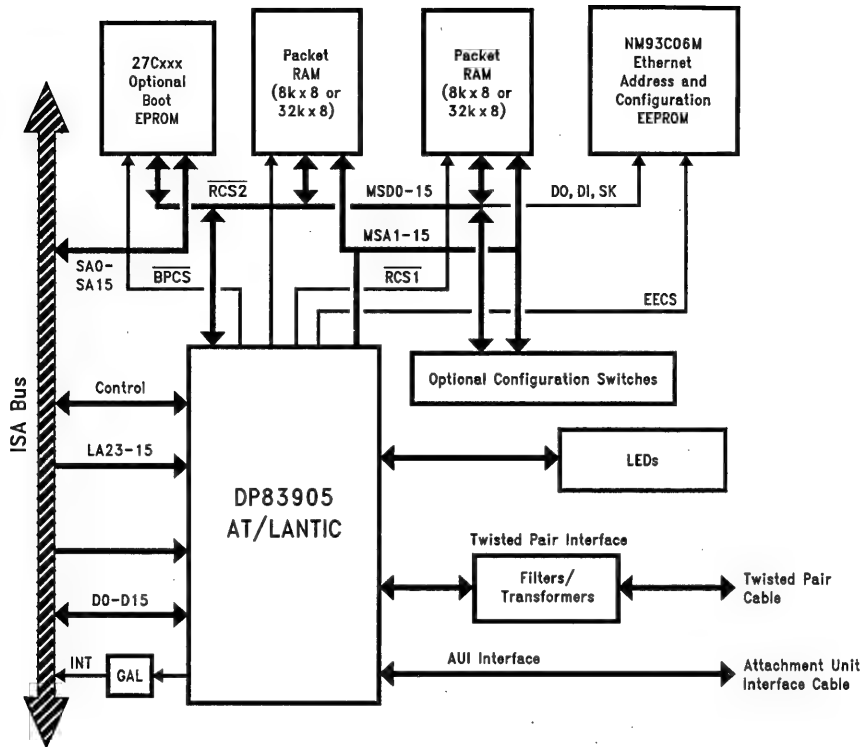 27Cxxx
Optional
Boot
EPROM
Packet
RAM
(8k x 8 or
32k x 8)
Packet
RAM
(8k x 8 or
32k x 8)
NM93C06M
Ethernet
Address and
Configuration
EEPROM
RCS2
MSD0-15
DO, DI, SK
MSA1-15
SA0-
SA15
BPCS
RCS1
EECS
Optional Configuration Switches
ISA Bus
Control
LA23-15
D0-D15
INT
GAL
DP83905
AT/LANTIC
LEDs
Twisted Pair Interface
Filters/
Transformers
Twisted Pair
Cable
AUI Interface
Attachment Unit
Interface Cable